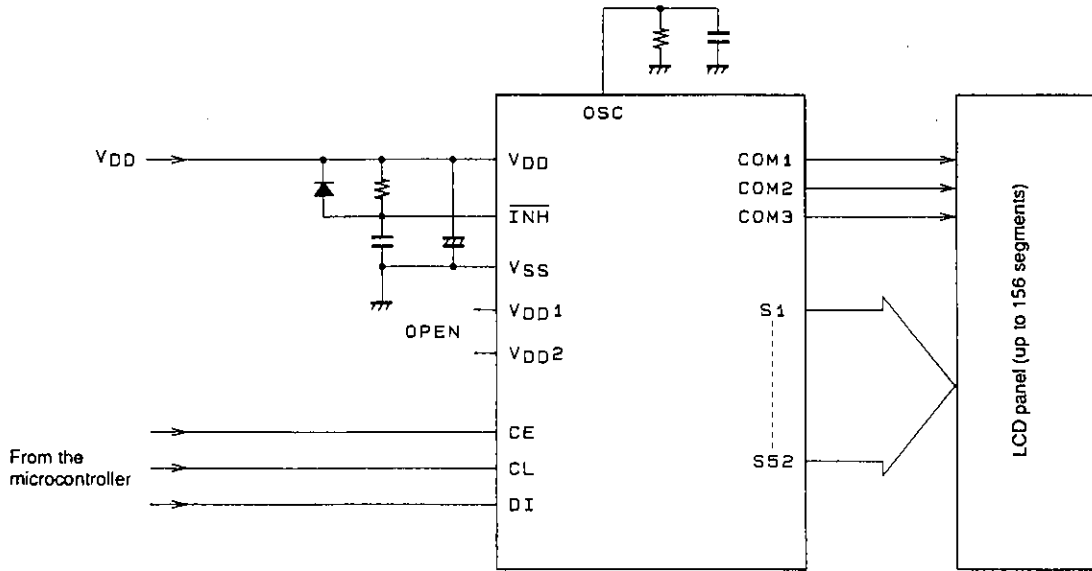 OSC
VDD
VDD
INH
VSS
VDD1
OPEN
VDD2
CE
From the
microcontroller
CL
DI
COM1
COM2
COM3
S1
S52
LCD panel (up to 156 segments)